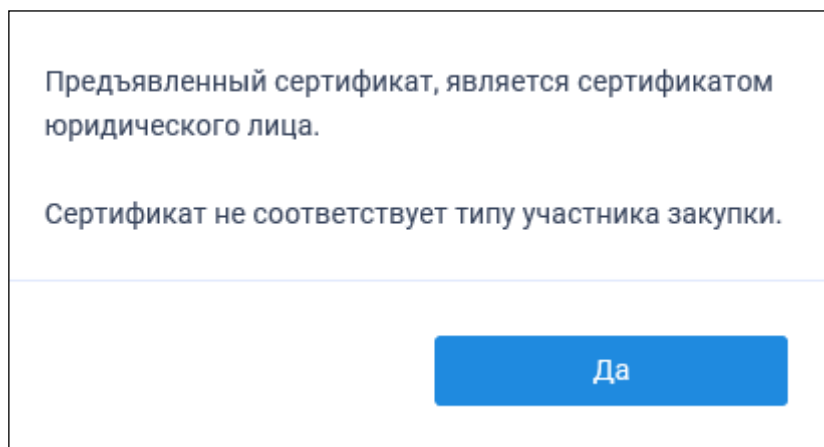 Предъявленный сертификат, является сертификатом
юридического лица.
Сертификат не соответствует типу участника закупки.
Да